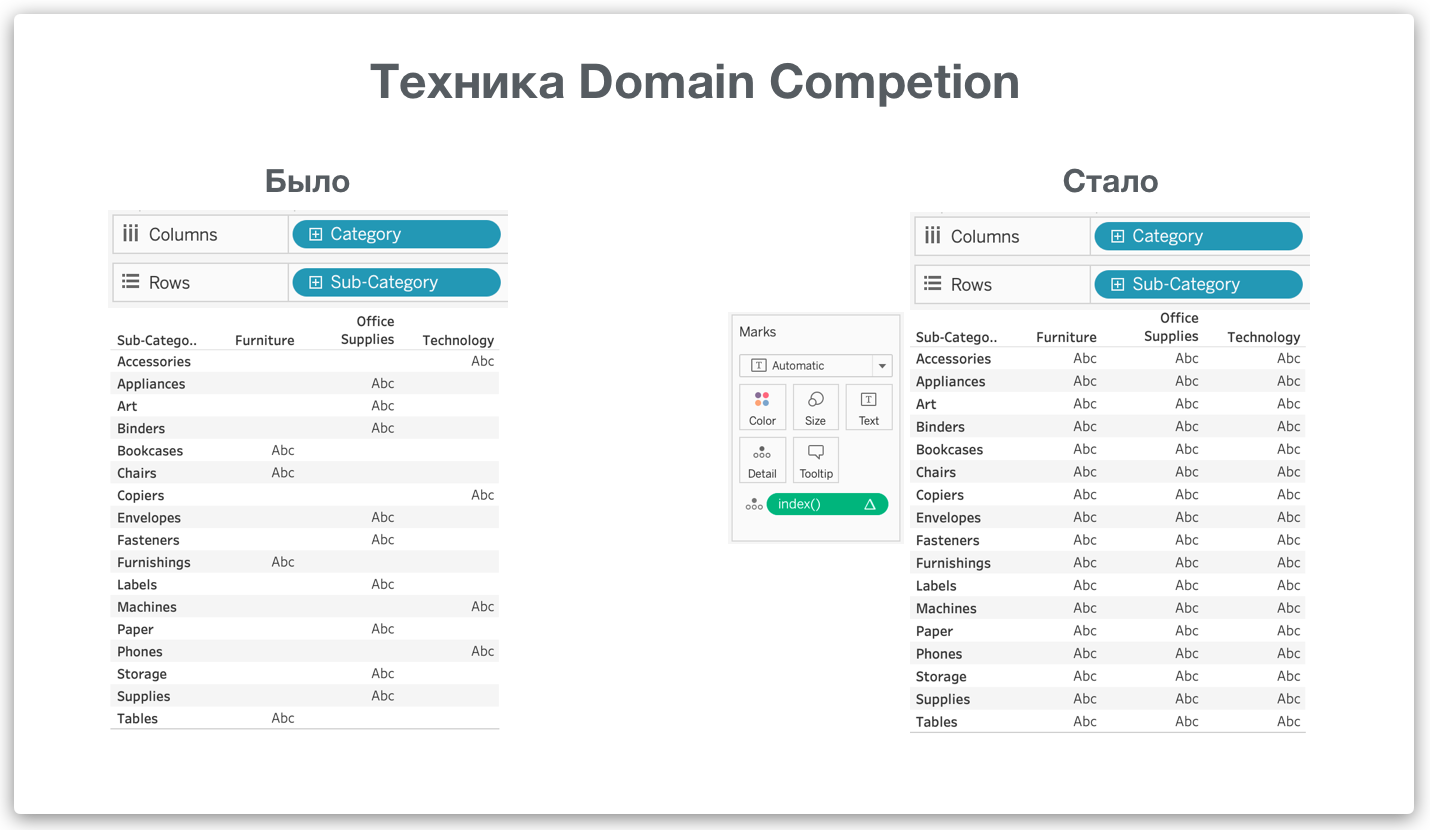 Техника Domain Competion
Было
Columns Category
Rows Sub-Category
Sub-Catego.. Furniture Office Supplies Technology
Accessories Abc
Appliances Abc
Art Abc
Binders Abc
Bookcases Abc
Chairs Abc
Copiers Abc
Envelopes Abc
Fasteners Abc
Furnishings Abc
Labels Abc
Machines Abc
Paper Abc
Phones Abc
Storage Abc
Supplies Abc
Tables Abc
Marks
T Automatic
Color Size T Text
Detail Tooltip
index()
Стало
Columns Category
Rows Sub-Category
Sub-Catego.. Furniture Office Supplies Technology
Accessories Abc Abc Abc
Appliances Abc Abc Abc
Art Abc Abc Abc
Binders Abc Abc Abc
Bookcases Abc Abc Abc
Chairs Abc Abc Abc
Copiers Abc Abc Abc
Envelopes Abc Abc Abc
Fasteners Abc Abc Abc
Furnishings Abc Abc Abc
Labels Abc Abc Abc
Machines Abc Abc Abc
Paper Abc Abc Abc
Phones Abc Abc Abc
Storage Abc Abc Abc
Supplies Abc Abc Abc
Tables Abc Abc Abc